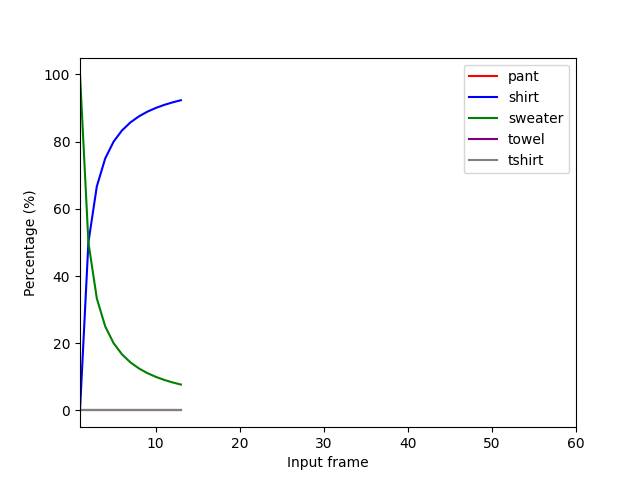 100
80
60
40
20
0
Percentage (%)
pant
shirt
sweater
towel
tshirt
10 20 30 40 50 60
Input frame